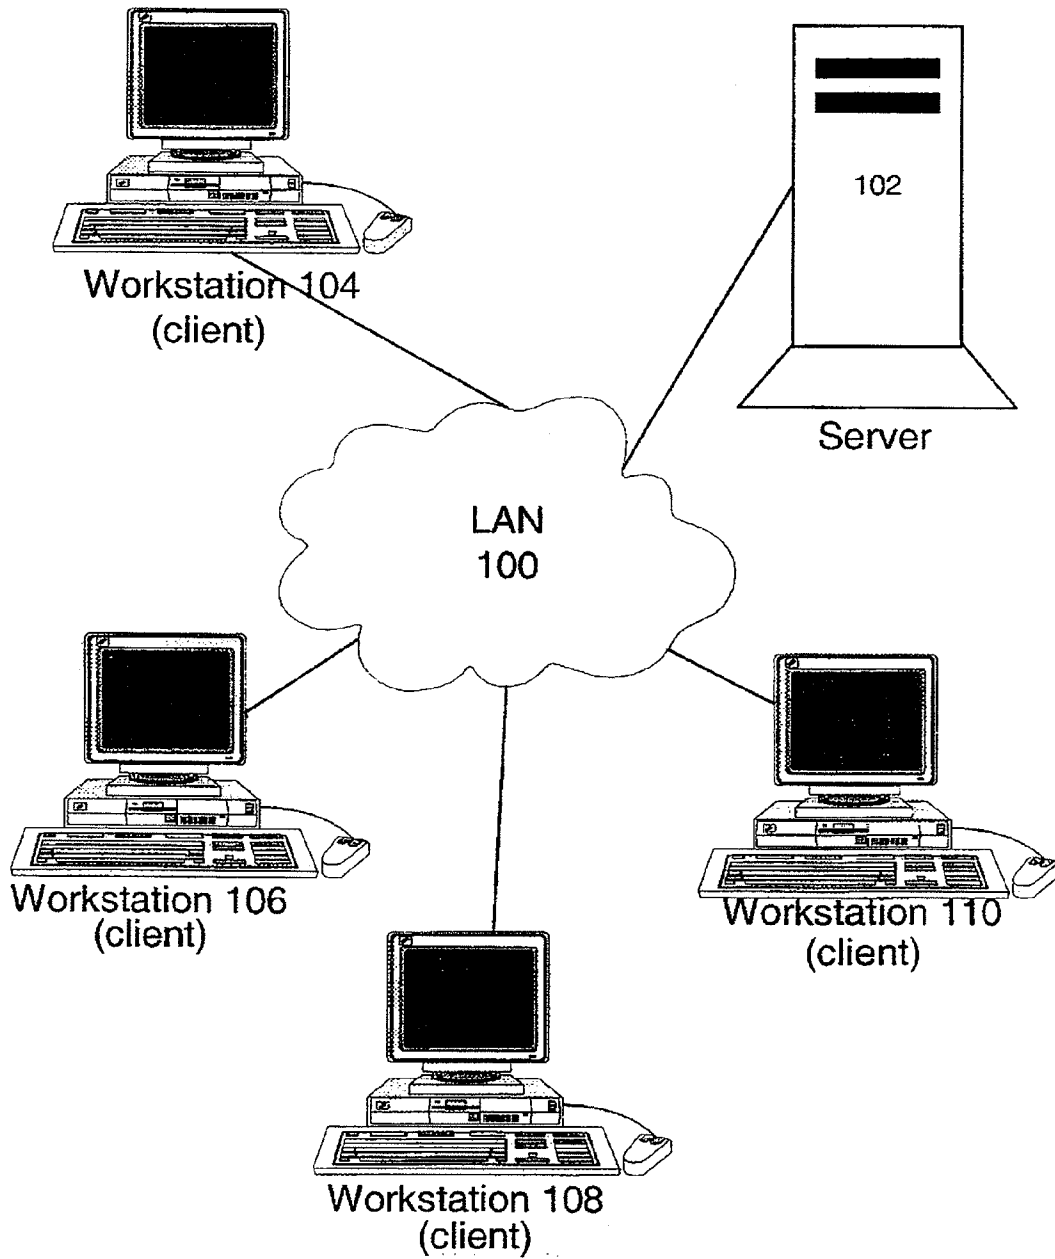 102
Workstation 104
(client)
Server
LAN
100
Workstation 106
(client)
Workstation 110
(client)
Workstation 108
(client)